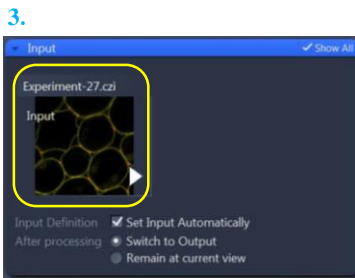 3.
Input
✓ Show All
Experiment-27.czi
Input
Input Definition ✓ Set Input Automatically
After processing Switch to Output
Remain at current view